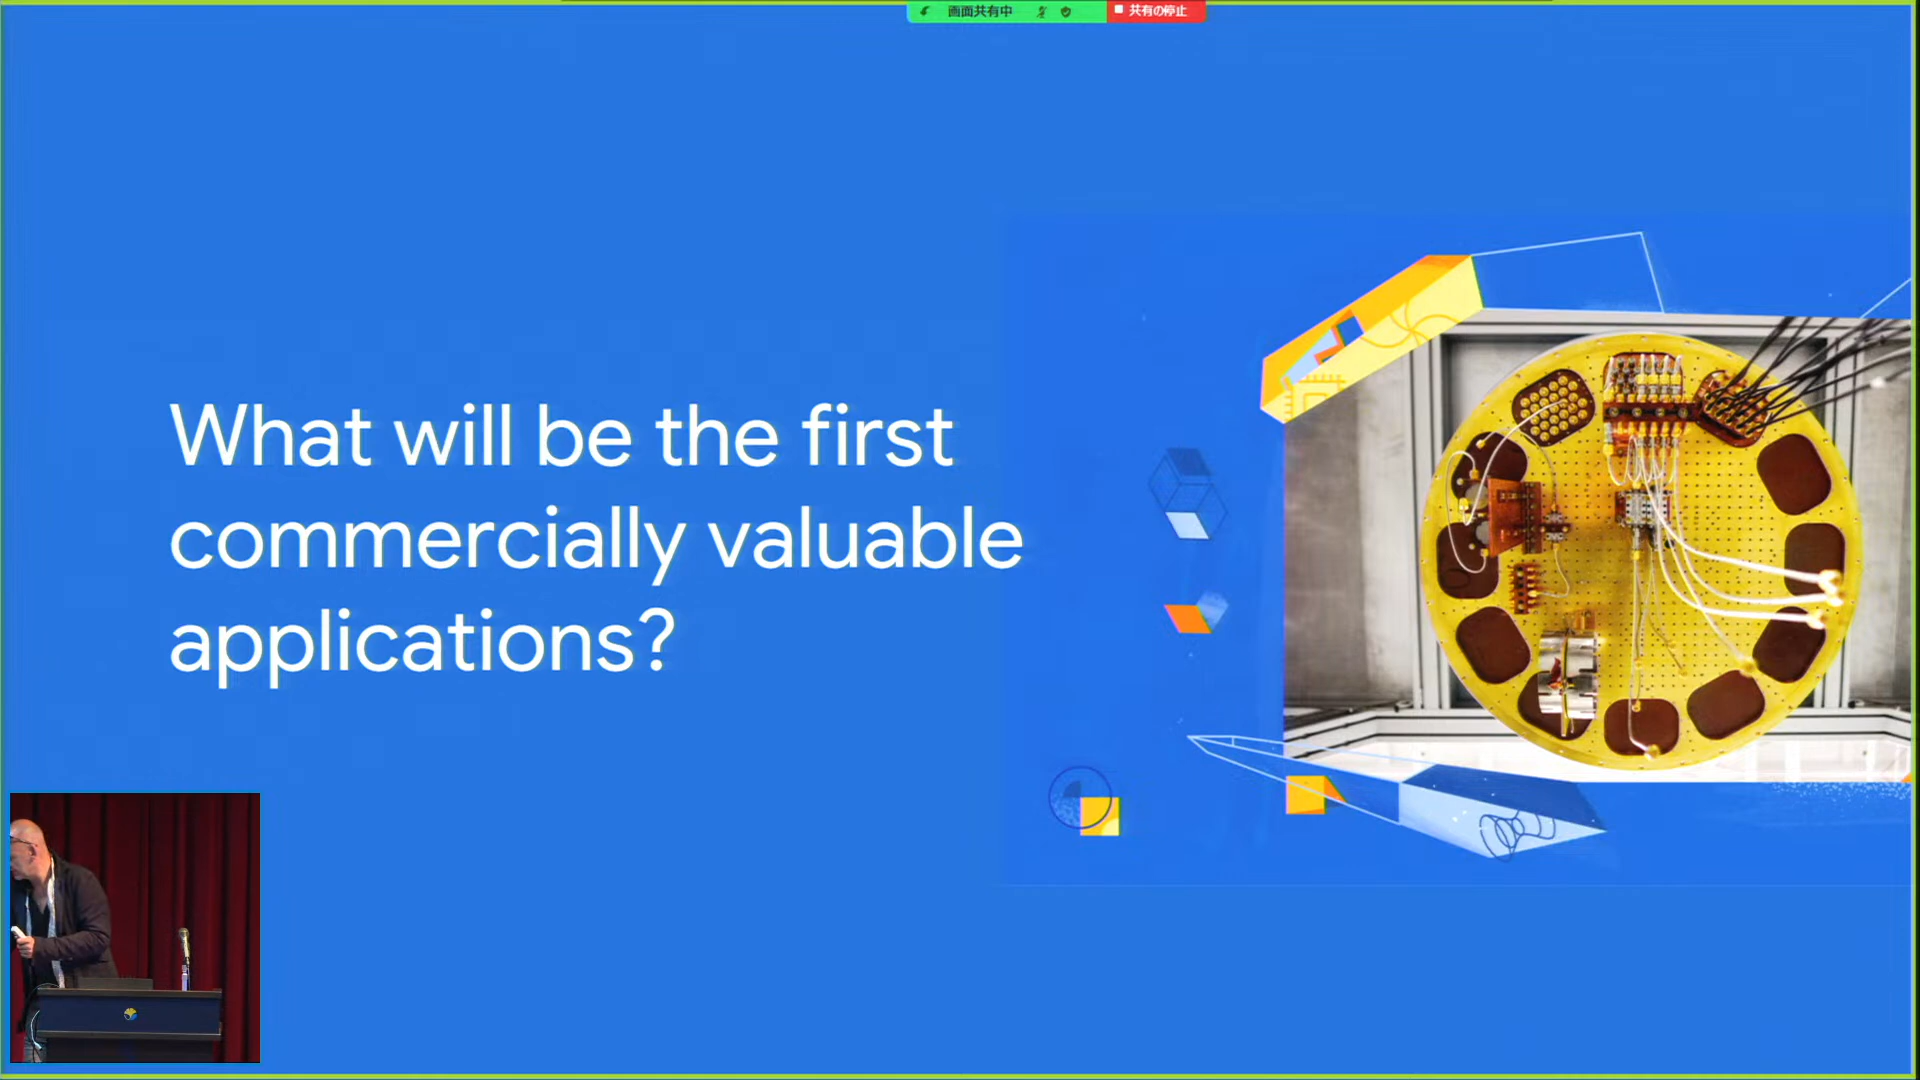 画面共有中
共有の停止
What will be the first
commercially valuable
applications?